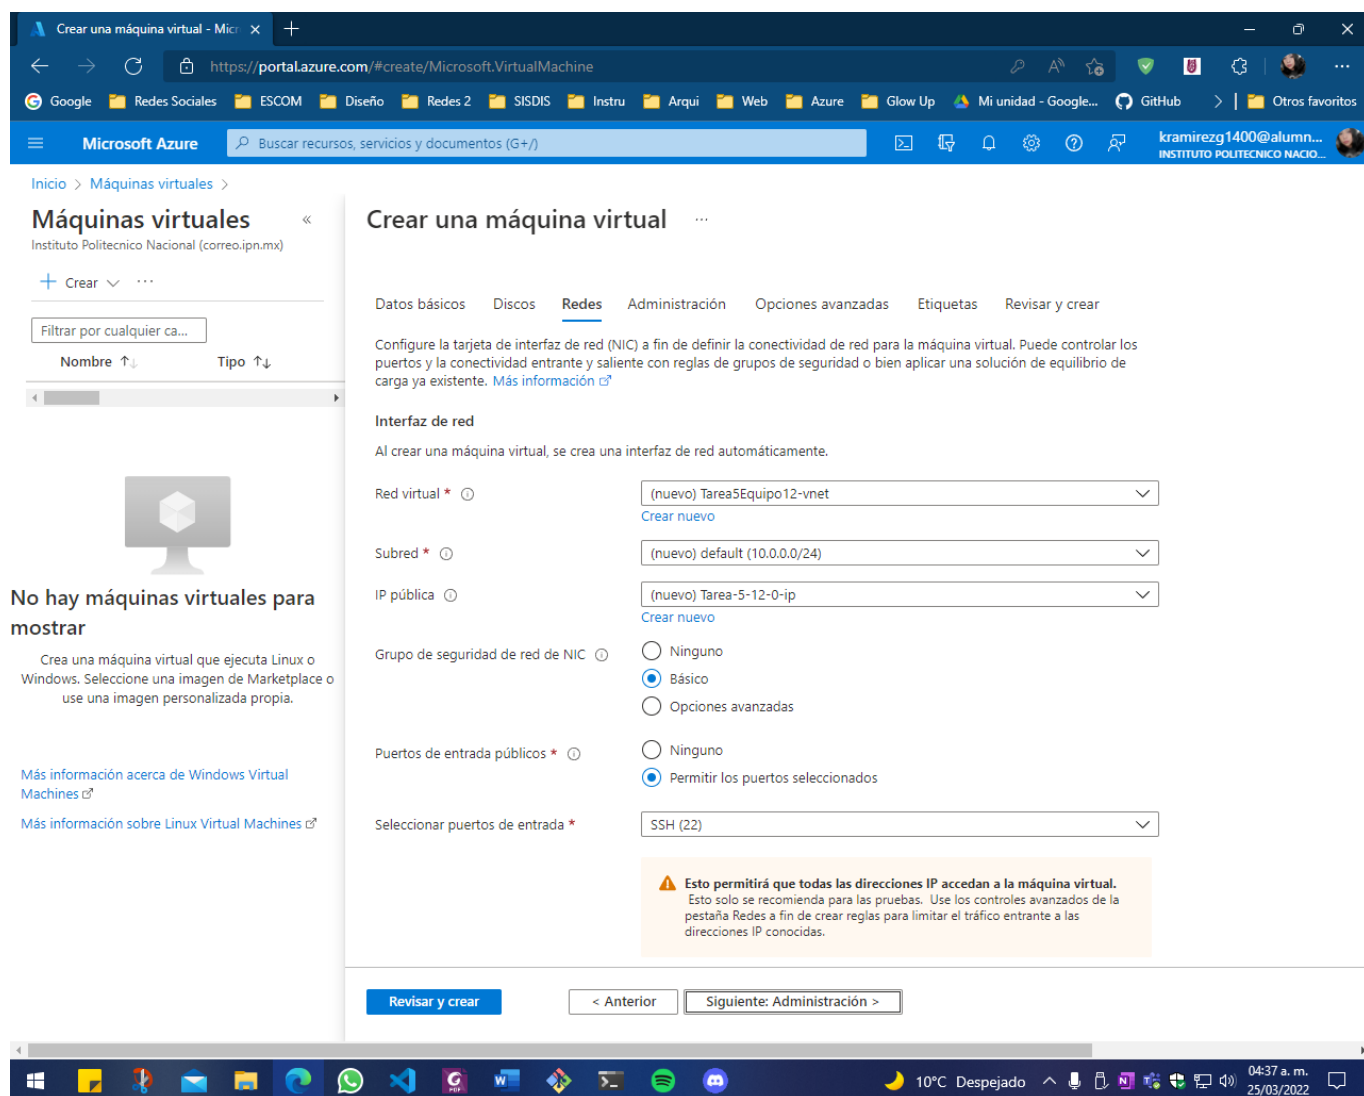 Crear una máquina virtual - Micr
https://portal.azure.com/#create/Microsoft.VirtualMachine
Google Redes Sociales ESCOM Diseño Redes 2 SISDIS Instru Arqui Web Azure Glow Up Mi unidad - Google... GitHub Otros favoritos
Microsoft Azure
Buscar recursos, servicios y documentos (G+/)
kramirezg1400@alumn...
INSTITUTO POLITECNICO NACIO...
Inicio > Máquinas virtuales >
Máquinas virtuales «
Instituto Politecnico Nacional (correo.ipn.mx)
+ Crear ...
Filtrar por cualquier ca...
Nombre ↑↓ Tipo ↑↓
No hay máquinas virtuales para
mostrar
Crea una máquina virtual que ejecuta Linux o
Windows. Seleccione una imagen de Marketplace o
use una imagen personalizada propia.
Más información acerca de Windows Virtual
Machines
Más información sobre Linux Virtual Machines
Crear una máquina virtual ...
Datos básicos Discos Redes Administración Opciones avanzadas Etiquetas Revisar y crear
Configure la tarjeta de interfaz de red (NIC) a fin de definir la conectividad de red para la máquina virtual. Puede controlar los
puertos y la conectividad entrante y saliente con reglas de grupos de seguridad o bien aplicar una solución de equilibrio de
carga ya existente. Más información
Interfaz de red
Al crear una máquina virtual, se crea una interfaz de red automáticamente.
Red virtual *
(nuevo) Tarea5Equipo12-vnet
Crear nuevo
Subred *
(nuevo) default (10.0.0.0/24)
IP pública
(nuevo) Tarea-5-12-0-ip
Crear nuevo
Grupo de seguridad de red de NIC
Ninguno
Básico
Opciones avanzadas
Puertos de entrada públicos *
Ninguno
Permitir los puertos seleccionados
Seleccionar puertos de entrada *
SSH (22)
Esto permitirá que todas las direcciones IP accedan a la máquina virtual.
Esto solo se recomienda para las pruebas. Use los controles avanzados de la
pestaña Redes a fin de crear reglas para limitar el tráfico entrante a las
direcciones IP conocidas.
Revisar y crear
< Anterior
Siguiente: Administración >
10°C Despejado
04:37 a. m.
25/03/2022